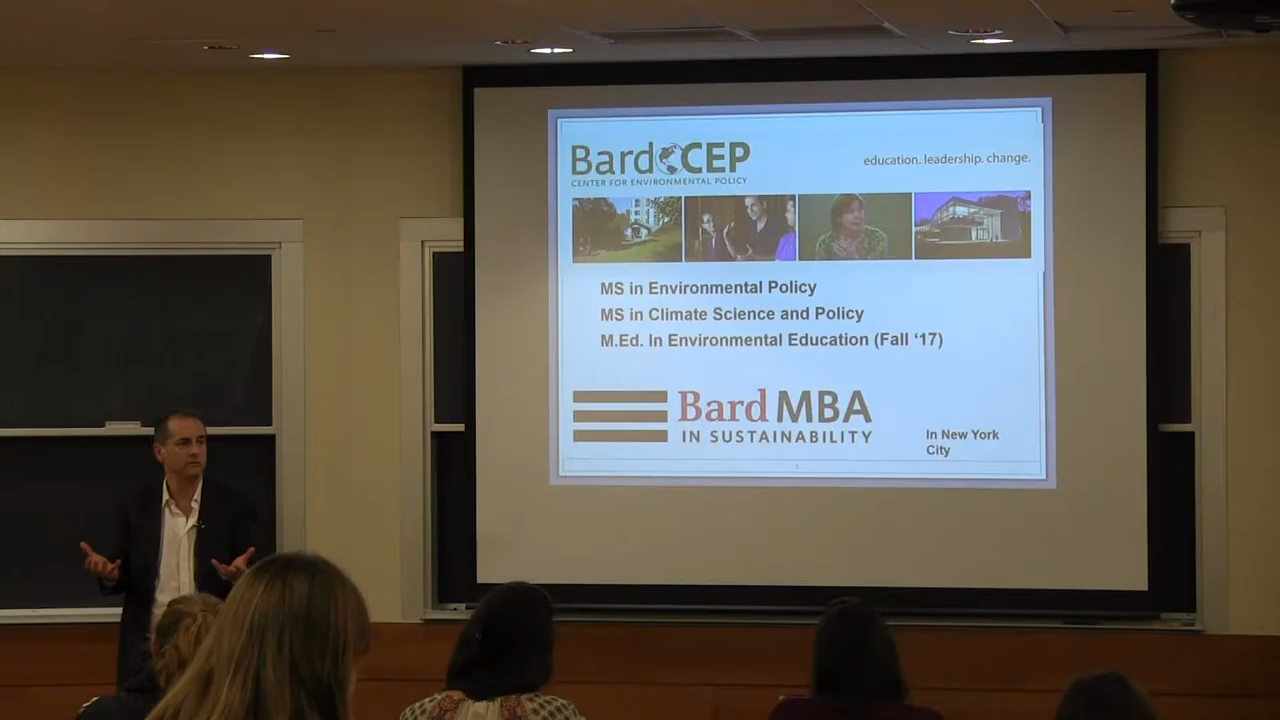 Bard CEP
education. leadership. change.
CENTER FOR ENVIRONMENTAL POLICY
MS in Environmental Policy
MS in Climate Science and Policy
M.Ed. In Environmental Education (Fall ‘17)
Bard MBA
IN SUSTAINABILITY
In New York
City